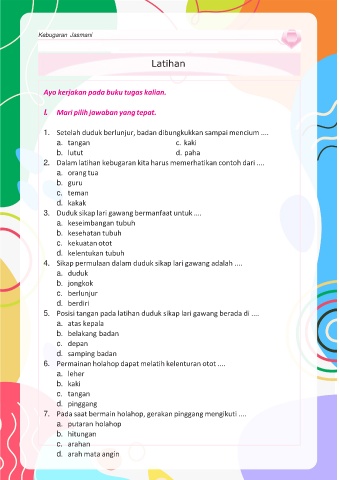 Kebugaran Jasmani
Latihan
Ayo kerjakan pada buku tugas kalian.
I. Mari pilih jawaban yang tepat.
1. Setelah duduk berlunjur, badan dibungkukkan sampai mencium ....
a. tangan c. kaki
b. lutut d. paha
2. Dalam latihan kebugaran kita harus memerhatikan contoh dari ....
a. orang tua
b. guru
c. teman
d. kakak
3. Duduk sikap lari gawang bermanfaat untuk ....
a. keseimbangan tubuh
b. kesehatan tubuh
c. kekuatan otot
d. kelentukan tubuh
4. Sikap permulaan dalam duduk sikap lari gawang adalah ....
a. duduk
b. jongkok
c. berlunjur
d. berdiri
5. Posisi tangan pada latihan duduk sikap lari gawang berada di ....
a. atas kepala
b. belakang badan
c. depan
d. samping badan
6. Permainan holahop dapat melatih kelenturan otot ....
a. leher
b. kaki
c. tangan
d. pinggang
7. Pada saat bermain holahop, gerakan pinggang mengikuti ....
a. putaran holahop
b. hitungan
c. arahan
d. arah mata angin